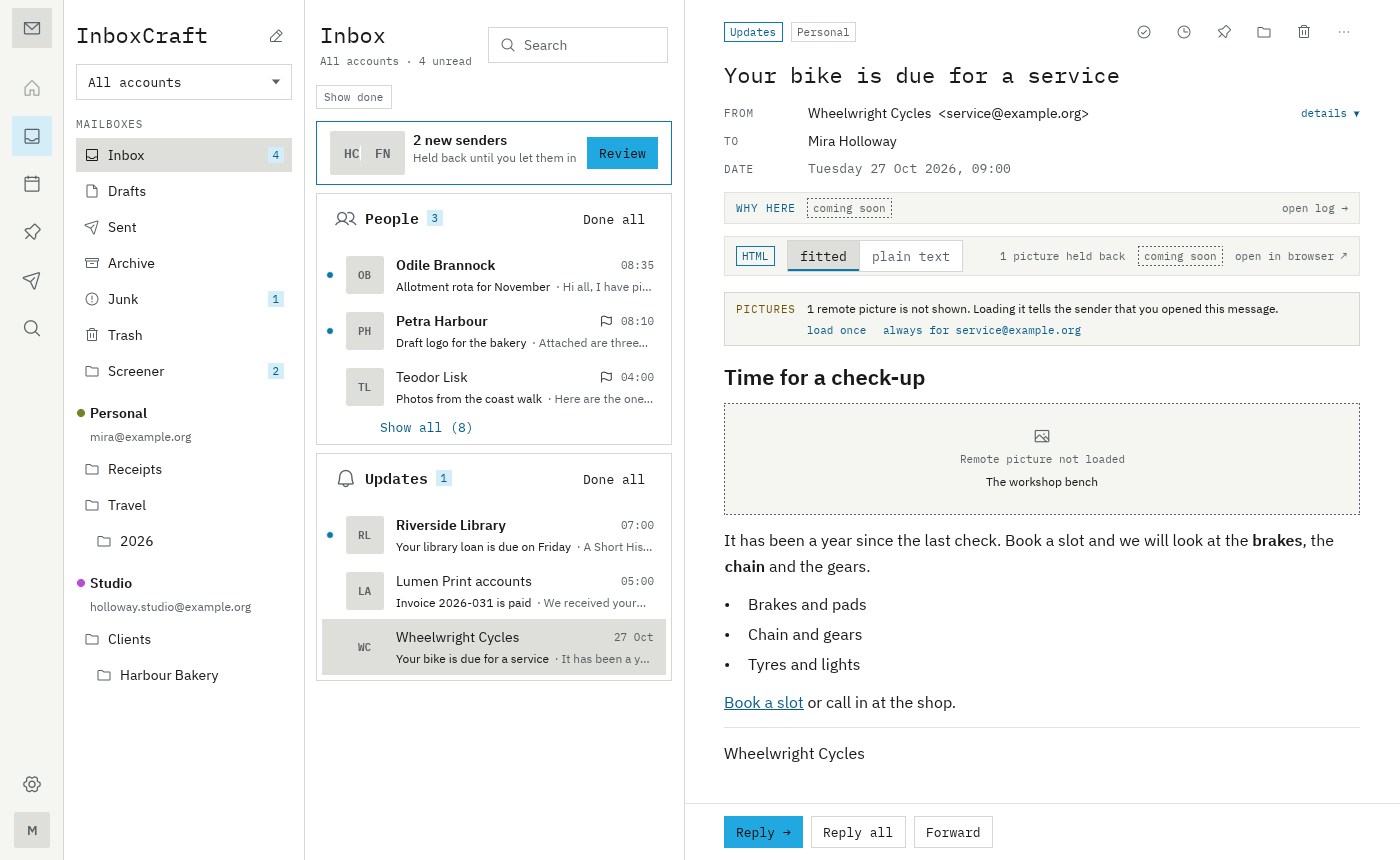 InboxCraft
All accounts
MAILBOXES
Inbox 4
Drafts
Sent
Archive
Junk 1
Trash
Screener 2
Personal
mira@example.org
Receipts
Travel
2026
Studio
holloway.studio@example.org
Clients
Harbour Bakery
M
Inbox
All accounts · 4 unread
Search
Show done
HC FN
2 new senders
Held back until you let them in
Review
People 3
Done all
OB
Odile Brannock 08:35
Allotment rota for November · Hi all, I have pi…
PH
Petra Harbour 08:10
Draft logo for the bakery · Attached are three…
TL
Teodor Lisk 04:00
Photos from the coast walk · Here are the one…
Show all (8)
Updates 1
Done all
RL
Riverside Library 07:00
Your library loan is due on Friday · A Short His…
LA
Lumen Print accounts 05:00
Invoice 2026-031 is paid · We received your…
WC
Wheelwright Cycles 27 Oct
Your bike is due for a service · It has been a y…
Updates Personal
Your bike is due for a service
FROM Wheelwright Cycles <service@example.org> details ▾
TO Mira Holloway
DATE Tuesday 27 Oct 2026, 09:00
WHY HERE coming soon open log →
HTML fitted plain text 1 picture held back coming soon open in browser ↗
PICTURES 1 remote picture is not shown. Loading it tells the sender that you opened this message.
load once always for service@example.org
Time for a check-up
Remote picture not loaded
The workshop bench
It has been a year since the last check. Book a slot and we will look at the brakes, the
chain and the gears.
• Brakes and pads
• Chain and gears
• Tyres and lights
Book a slot or call in at the shop.
Wheelwright Cycles
Reply → Reply all Forward